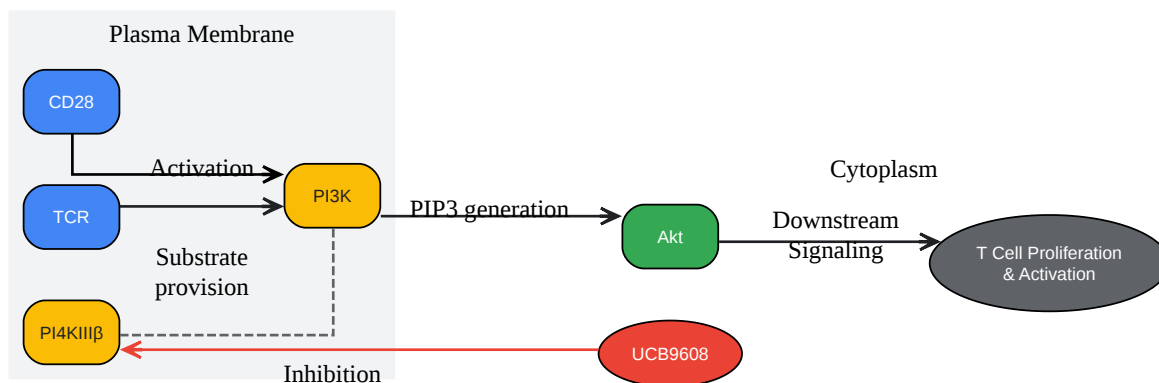 Plasma Membrane
CD28
Activation
Cytoplasm
PI3K
TCR
PIP3 generation
Downstream
Signaling
Akt
Substrate
provision
T Cell Proliferation
& Activation
PI4KIIIβ
UCB9608
Inhibition